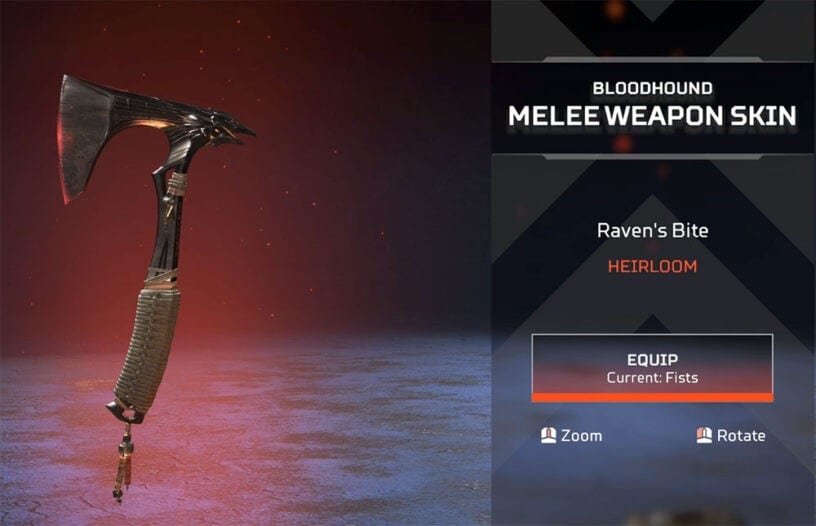 BLOODHOUND
MELEE WEAPON SKIN
Raven's Bite
HEIRLOOM
EQUIP
Current: Fists
Zoom
Rotate